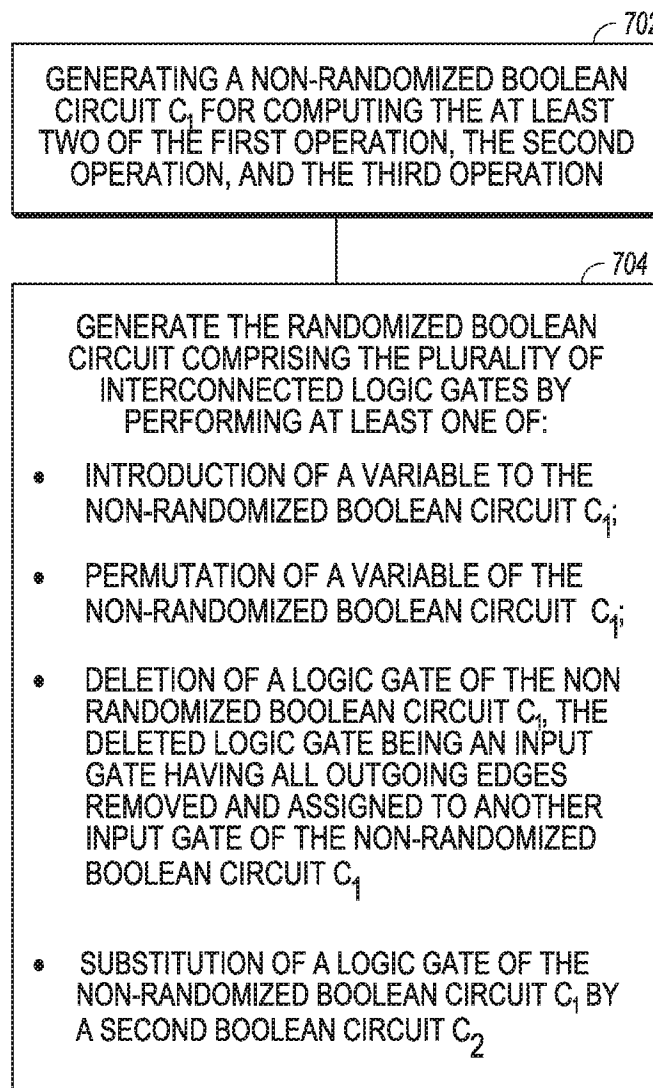 702
GENERATING A NON-RANDOMIZED BOOLEAN
CIRCUIT C₁ FOR COMPUTING THE AT LEAST
TWO OF THE FIRST OPERATION, THE SECOND
OPERATION, AND THE THIRD OPERATION
704
GENERATE THE RANDOMIZED BOOLEAN
CIRCUIT COMPRISING THE PLURALITY OF
INTERCONNECTED LOGIC GATES BY
PERFORMING AT LEAST ONE OF:
• INTRODUCTION OF A VARIABLE TO THE
NON-RANDOMIZED BOOLEAN CIRCUIT C₁;
• PERMUTATION OF A VARIABLE OF THE
NON-RANDOMIZED BOOLEAN CIRCUIT C₁;
• DELETION OF A LOGIC GATE OF THE NON
RANDOMIZED BOOLEAN CIRCUIT C₁, THE
DELETED LOGIC GATE BEING AN INPUT
GATE HAVING ALL OUTGOING EDGES
REMOVED AND ASSIGNED TO ANOTHER
INPUT GATE OF THE NON-RANDOMIZED
BOOLEAN CIRCUIT C₁
• SUBSTITUTION OF A LOGIC GATE OF THE
NON-RANDOMIZED BOOLEAN CIRCUIT C₁ BY
A SECOND BOOLEAN CIRCUIT C₂